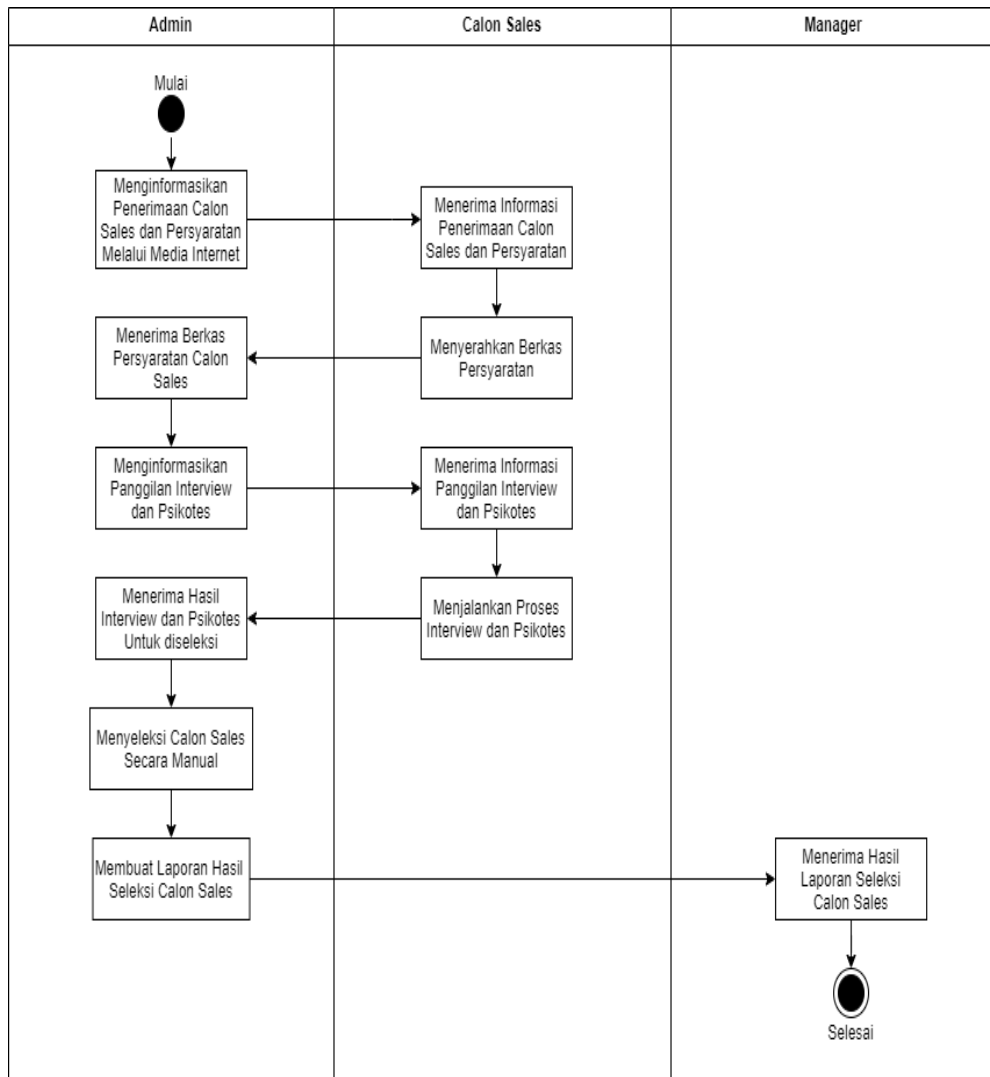 Admin
Calon Sales
Manager
Mulai
Menginformasikan
Penerimaan Calon
Sales dan Persyaratan
Melalui Media Internet
Menerima Informasi
Penerimaan Calon
Sales dan Persyaratan
Menerima Berkas
Persyaratan Calon
Sales
Menyerahkan Berkas
Persyaratan
Menginformasikan
Panggilan Interview
dan Psikotes
Menerima Informasi
Panggilan Interview
dan Psikotes
Menerima Hasil
Interview dan Psikotes
Untuk diseleksi
Menjalankan Proses
Interview dan Psikotes
Menyeleksi Calon Sales
Secara Manual
Membuat Laporan Hasil
Seleksi Calon Sales
Menerima Hasil
Laporan Seleksi
Calon Sales
Selesai